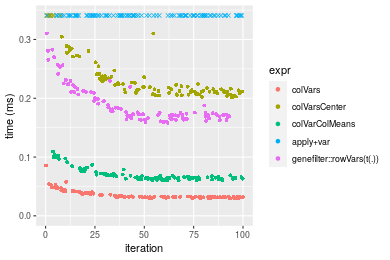 0.3
0.2
0.1
0.0
time (ms)
0
25
50
75
100
iteration
expr
colVars
colVarsCenter
colVarColMeans
apply+var
genefilter::rowVars(t(.))